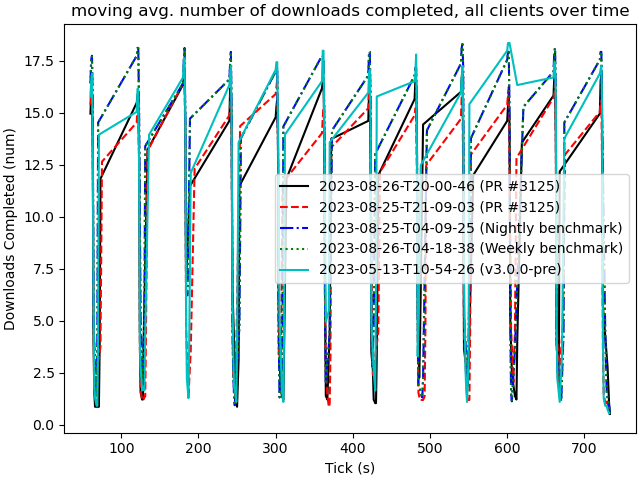 moving avg. number of downloads completed, all clients over time
Downloads Completed (num)
17.5
15.0
12.5
10.0
7.5
5.0
2.5
0.0
2023-08-26-T20-00-46 (PR #3125)
2023-08-25-T21-09-03 (PR #3125)
2023-08-25-T04-09-25 (Nightly benchmark)
2023-08-26-T04-18-38 (Weekly benchmark)
2023-05-13-T10-54-26 (v3.0.0-pre)
100 200 300 400 500 600 700
Tick (s)